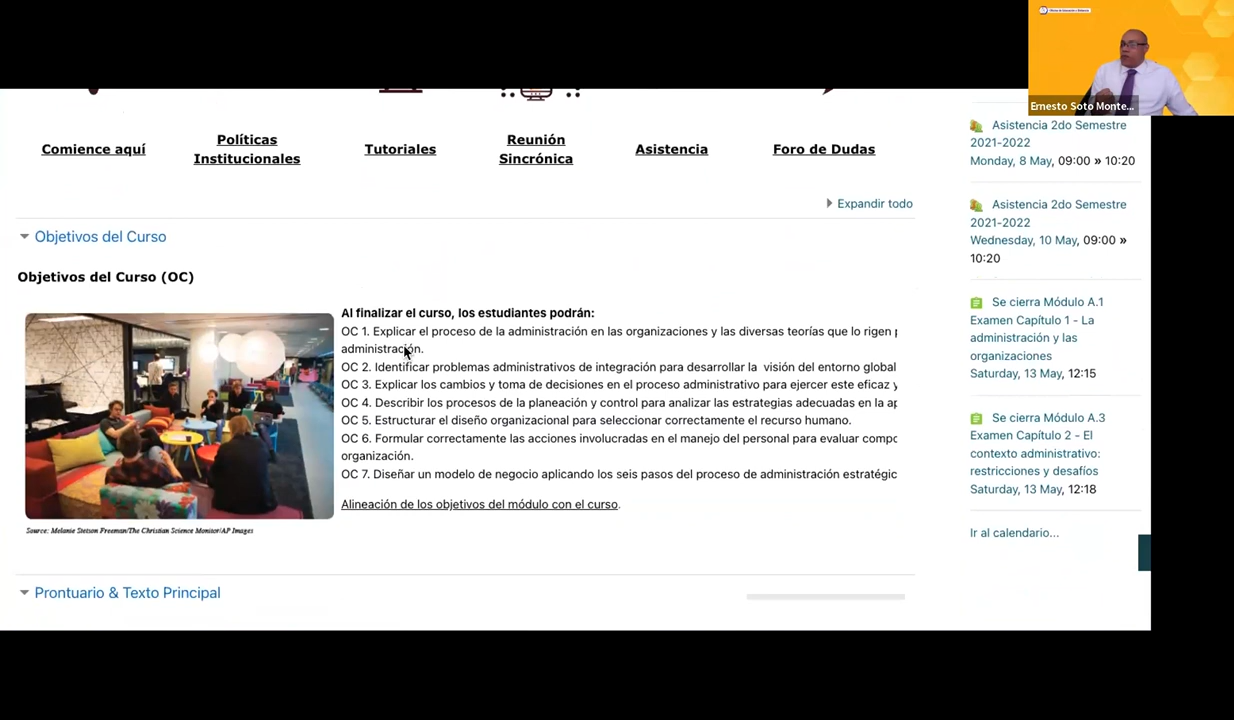 Ernesto Soto Monte...
Comience aquí
Políticas
Institucionales
Tutoriales
Reunión
Sincrónica
Asistencia
Foro de Dudas
Expandir todo
Objetivos del Curso
Objetivos del Curso (OC)
Al finalizar el curso, los estudiantes podrán:
OC 1. Explicar el proceso de la administración en las organizaciones y las diversas teorías que lo rigen
administración.
OC 2. Identificar problemas administrativos de integración para desarrollar la visión del entorno global
OC 3. Explicar los cambios y toma de decisiones en el proceso administrativo para ejercer este eficaz y
OC 4. Describir los procesos de la planeación y control para analizar las estrategias adecuadas en la ap
OC 5. Estructurar el diseño organizacional para seleccionar correctamente el recurso humano.
OC 6. Formular correctamente las acciones involucradas en el manejo del personal para evaluar compo
organización.
OC 7. Diseñar un modelo de negocio aplicando los seis pasos del proceso de administración estratégic
Alineación de los objetivos del módulo con el curso.
Source: Melanie Stetson Freeman/The Christian Science Monitor/AP Images
Prontuario & Texto Principal
Asistencia 2do Semestre
2021-2022
Monday, 8 May, 09:00 » 10:20
Asistencia 2do Semestre
2021-2022
Wednesday, 10 May, 09:00 »
10:20
Se cierra Módulo A.1
Examen Capítulo 1 - La
administración y las
organizaciones
Saturday, 13 May, 12:15
Se cierra Módulo A.3
Examen Capítulo 2 - El
contexto administrativo:
restricciones y desafíos
Saturday, 13 May, 12:18
Ir al calendario...